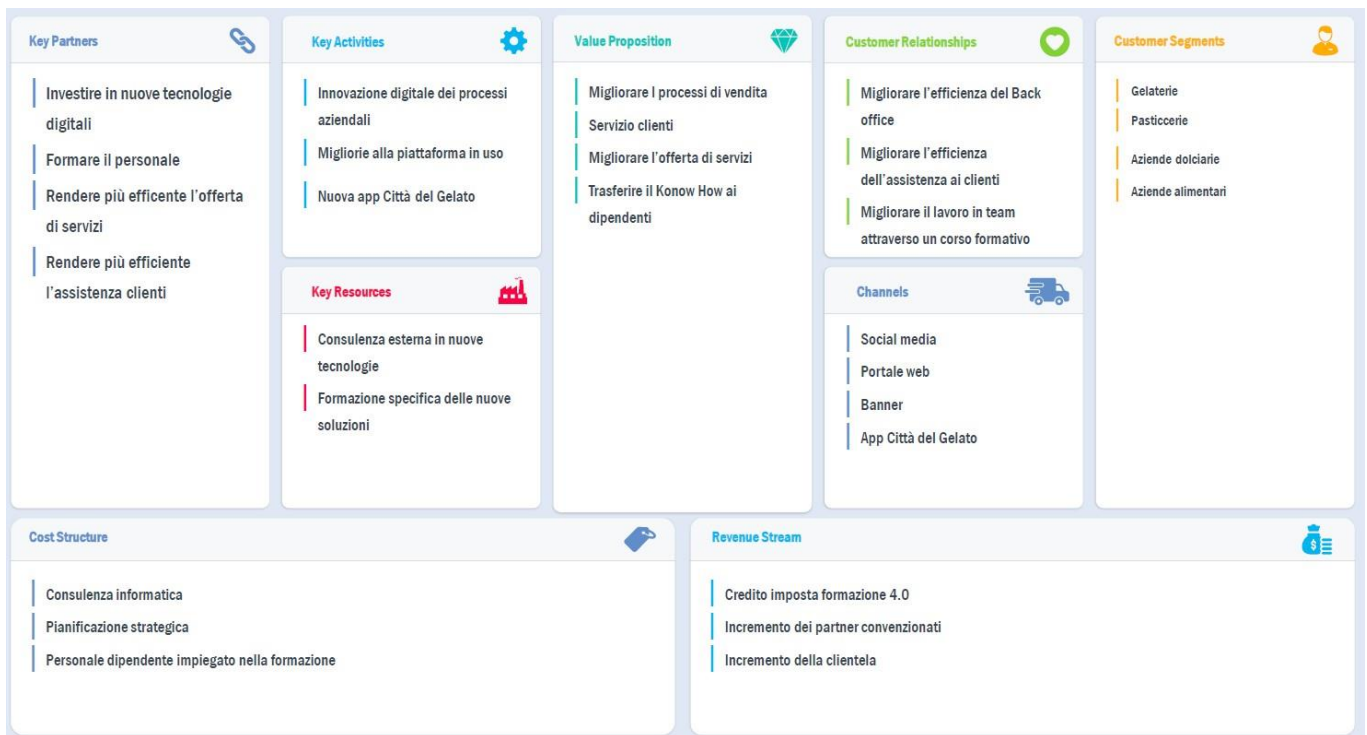 Key Partners
Investire in nuove tecnologie
digitali
Formare il personale
Rendere più efficente l'offerta
di servizi
Rendere più efficiente
l'assistenza clienti
Key Activities
Innovazione digitale dei processi
aziendali
Migliorie alla piattaforma in uso
Nuova app Città del Gelato
Key Resources
Consulenza esterna in nuove
tecnologie
Formazione specifica delle nuove
soluzioni
Value Proposition
Migliorare I processi di vendita
Servizio clienti
Migliorare l'offerta di servizi
Trasferire il Konow How ai
dipendenti
Customer Relationships
Migliorare l'efficienza del Back
office
Migliorare l'efficienza
dell'assistenza ai clienti
Migliorare il lavoro in team
attraverso un corso formativo
Channels
Social media
Portale web
Banner
App Città del Gelato
Customer Segments
Gelaterie
Pasticcerie
Aziende dolciarie
Aziende alimentari
Cost Structure
Consulenza informatica
Pianificazione strategica
Personale dipendente impiegato nella formazione
Revenue Stream
$
Credito imposta formazione 4.0
Incremento dei partner convenzionati
Incremento della clientela